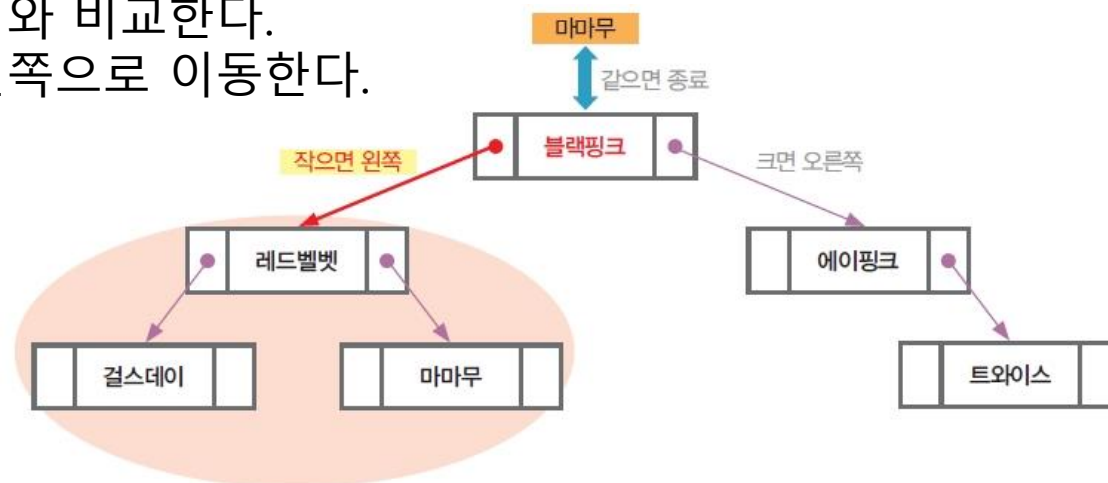 와 비교한다.
쪽으로 이동한다.
마마무
같으면 종료
블랙핑크
작으면 왼쪽
크면 오른쪽
레드벨벳
에이핑크
걸스데이
마마무
트와이스